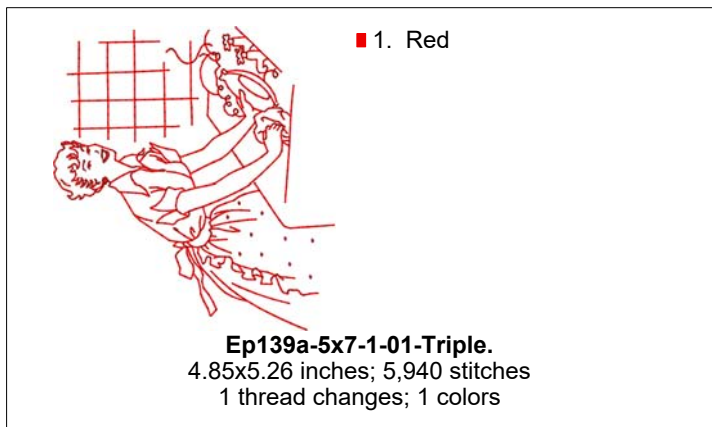 1. Red
Ep139a-5x7-1-01-Triple.
4.85x5.26 inches; 5,940 stitches
1 thread changes; 1 colors